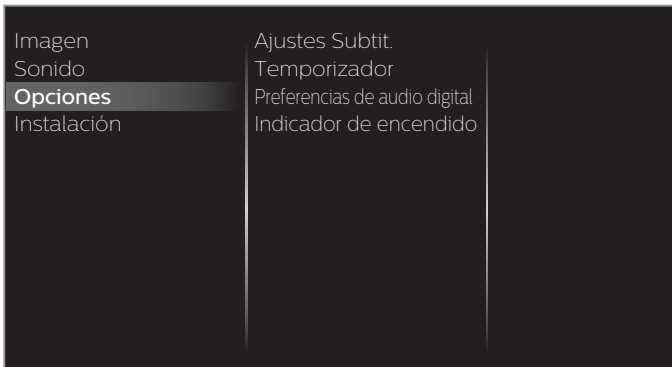 Imagen
Sonido
Opciones
Instalación
Ajustes Subtit.
Temporizador
Preferencias de audio digital
Indicador de encendido